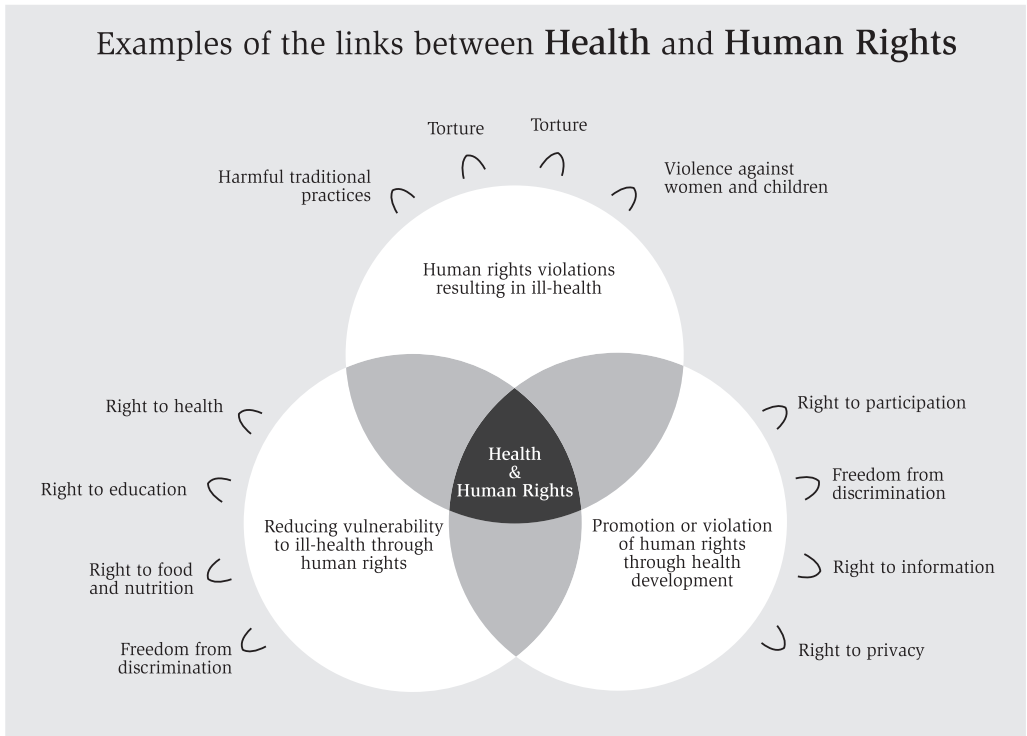 Examples of the links between Health and Human Rights
Torture
Torture
Harmful traditional
practices
Violence against
women and children
Human rights violations
resulting in ill-health
Right to health
Right to education
Right to food
and nutrition
Freedom from
discrimination
Reducing vulnerability
to ill-health through
human rights
Health
&
Human Rights
Promotion or violation
of human rights
through health
development
Right to participation
Freedom from
discrimination
Right to information
Right to privacy